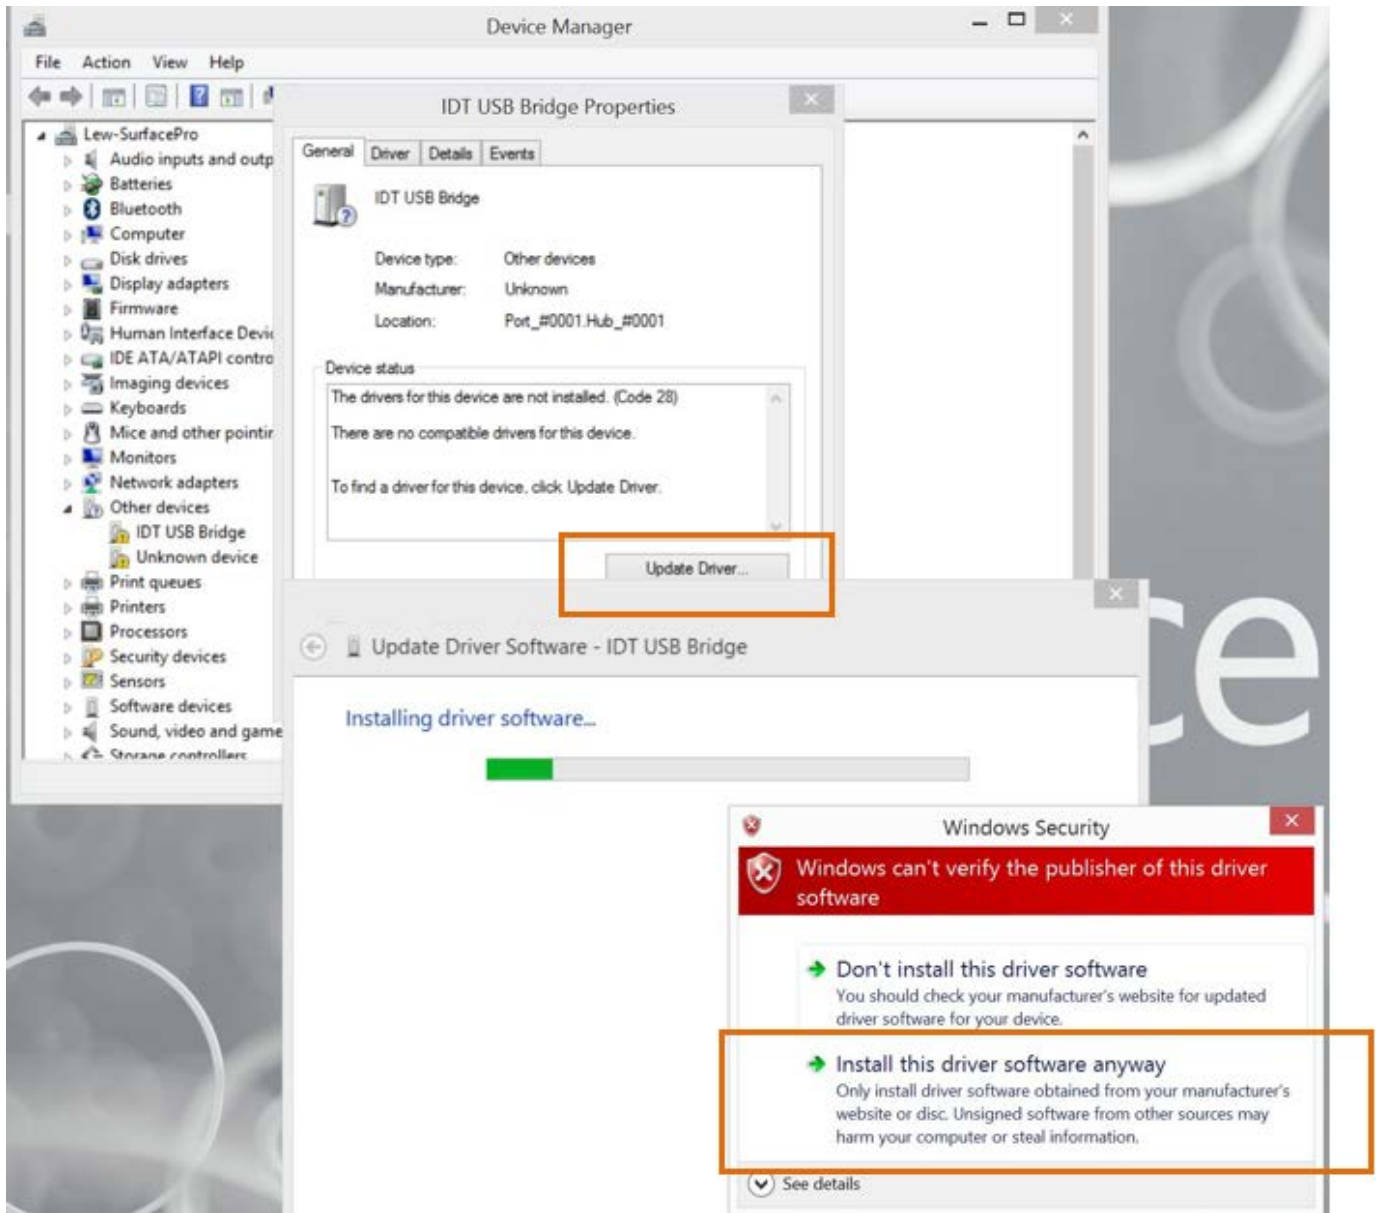 Device Manager
File Action View Help
Lew-SurfacePro
Audio inputs and outp
Batteries
Bluetooth
Computer
Disk drives
Display adapters
Firmware
Human Interface Devic
IDE ATA/ATAPI contro
Imaging devices
Keyboards
Mice and other pointin
Monitors
Network adapters
Other devices
IDT USB Bridge
Unknown device
Print queues
Printers
Processors
Security devices
Sensors
Software devices
Sound, video and game
Storage controllers
IDT USB Bridge Properties
General Driver Details Events
IDT USB Bridge
Device type: Other devices
Manufacturer: Unknown
Location: Port_#0001.Hub_#0001
Device status
The drivers for this device are not installed. (Code 28)
There are no compatible drivers for this device.
To find a driver for this device, click Update Driver.
Update Driver...
ce
Update Driver Software - IDT USB Bridge
Installing driver software...
Windows Security
Windows can't verify the publisher of this driver
software
Don't install this driver software
You should check your manufacturer's website for updated
driver software for your device.
Install this driver software anyway
Only install driver software obtained from your manufacturer's
website or disc. Unsigned software from other sources may
harm your computer or steal information.
See details